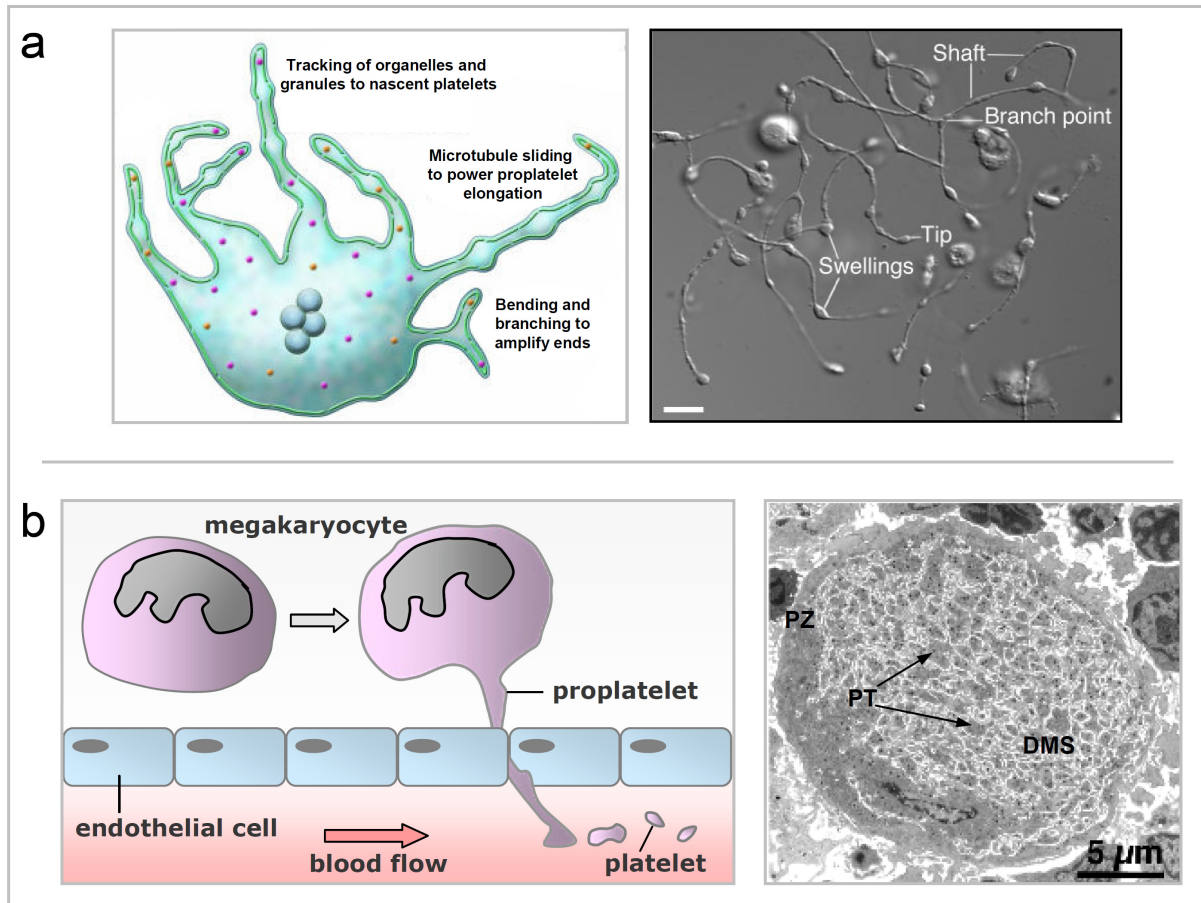 a
Tracking of organelles and
granules to nascent platelets
Microtubule sliding
to power proplatelet
elongation
Bending and
branching to
amplify ends
Shaft
Branch point
Tip
Swellings
b
megakaryocyte
proplatelet
endothelial cell
blood flow
platelet
PZ
PT
DMS
5 µm